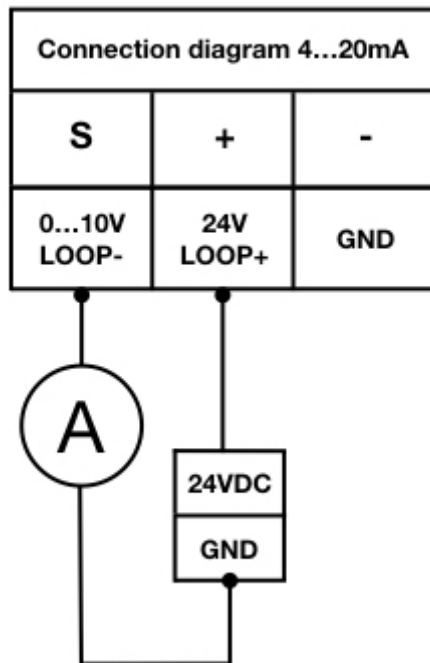 Connection diagram 4...20mA
S + -
0...10V 24V GND
LOOP- LOOP+
A
24VDC
GND